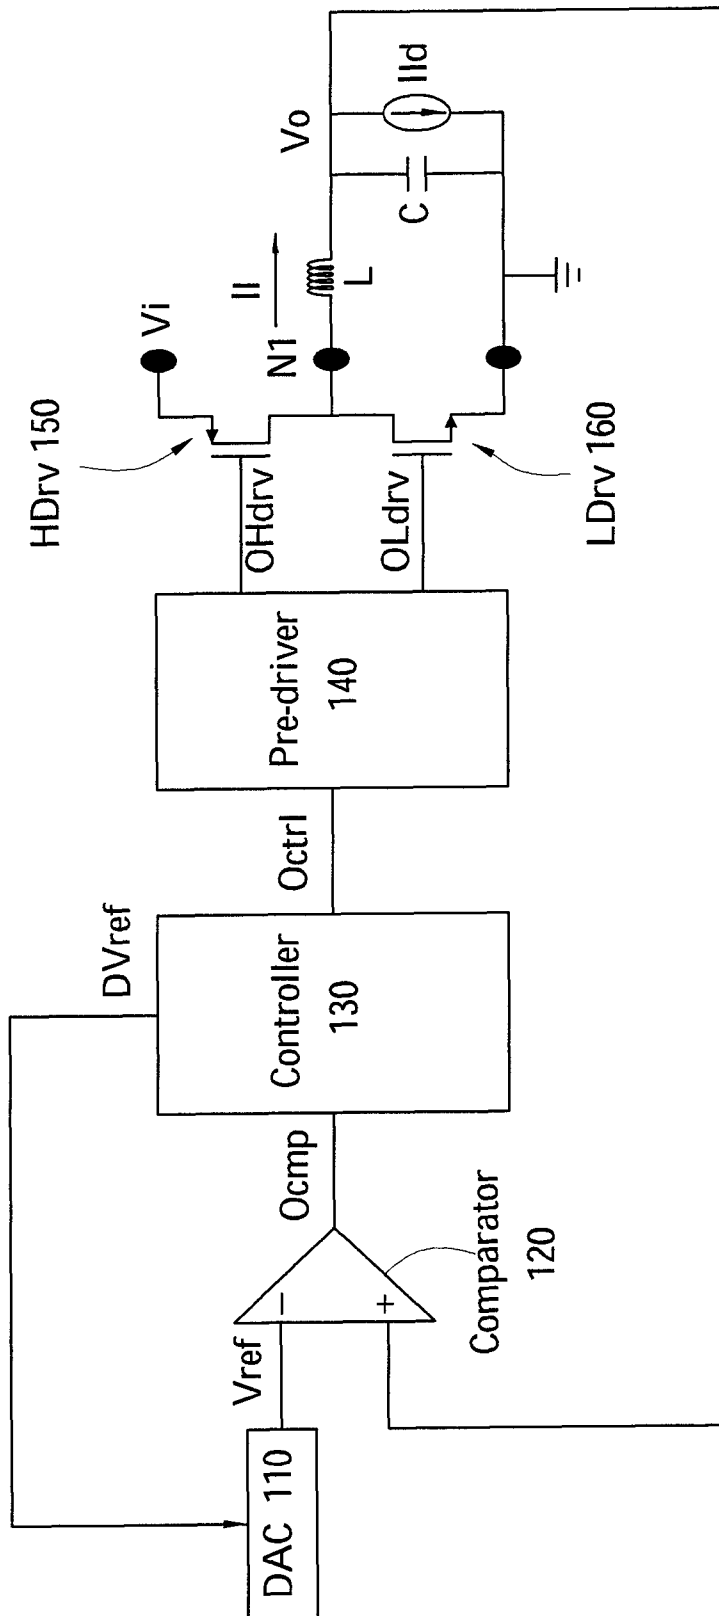 DAC 110
Vref
−
+
Comparator
120
Ocmp
DVref
Controller
130
Octrl
Pre-driver
140
OHdrv
OLdrv
HDrv 150
LDrv 160
Vi
N1
Il
L
Vo
C
Ild